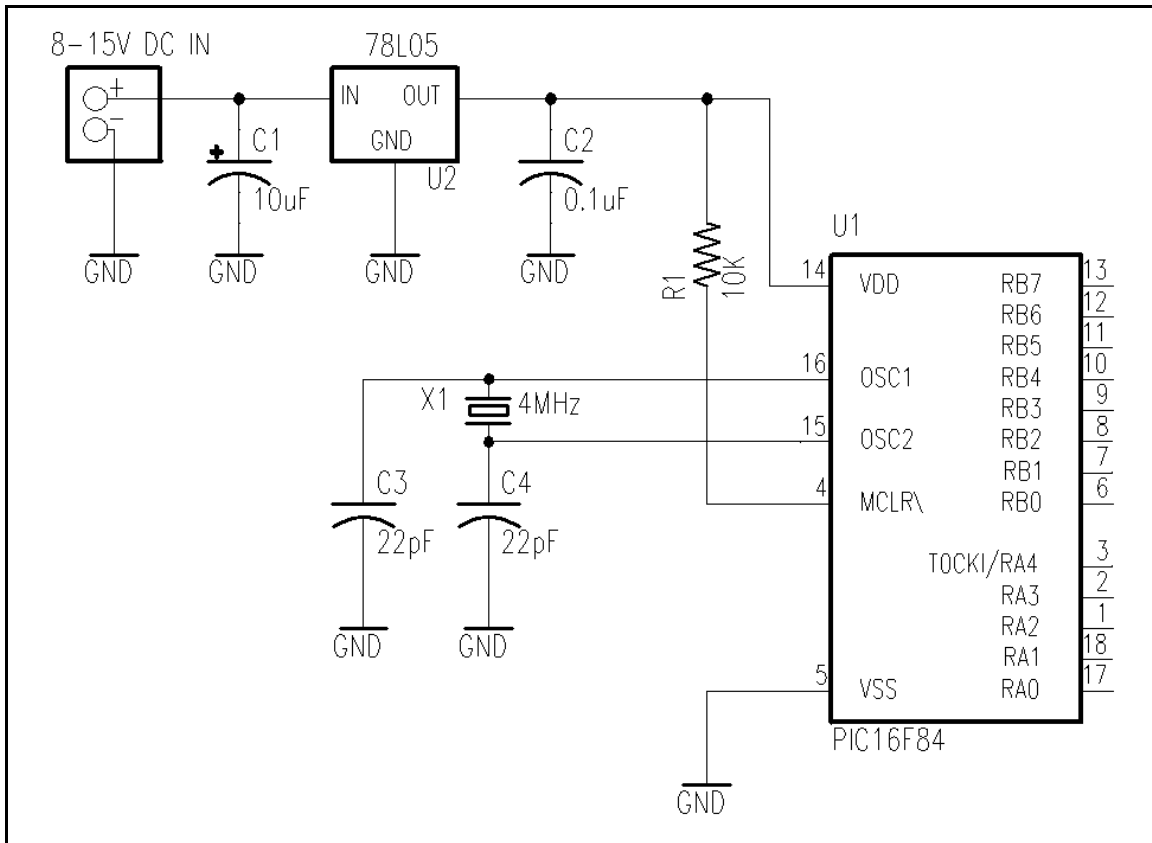 8-15V DC IN
78L05
+
-
IN OUT
GND
U2
C1
+
10uF
C2
0.1uF
GND
GND
GND
GND
R1
10K
U1
14 VDD RB7 13
RB6 12
RB5 11
16 OSC1 RB4 10
RB3 9
15 OSC2 RB2 8
RB1 7
4 MCLR\ RB0 6
TOCKI/RA4 3
RA3 2
RA2 1
RA1 18
5 VSS RA0 17
PIC16F84
X1 4MHz
C3
22pF
C4
22pF
GND
GND
GND